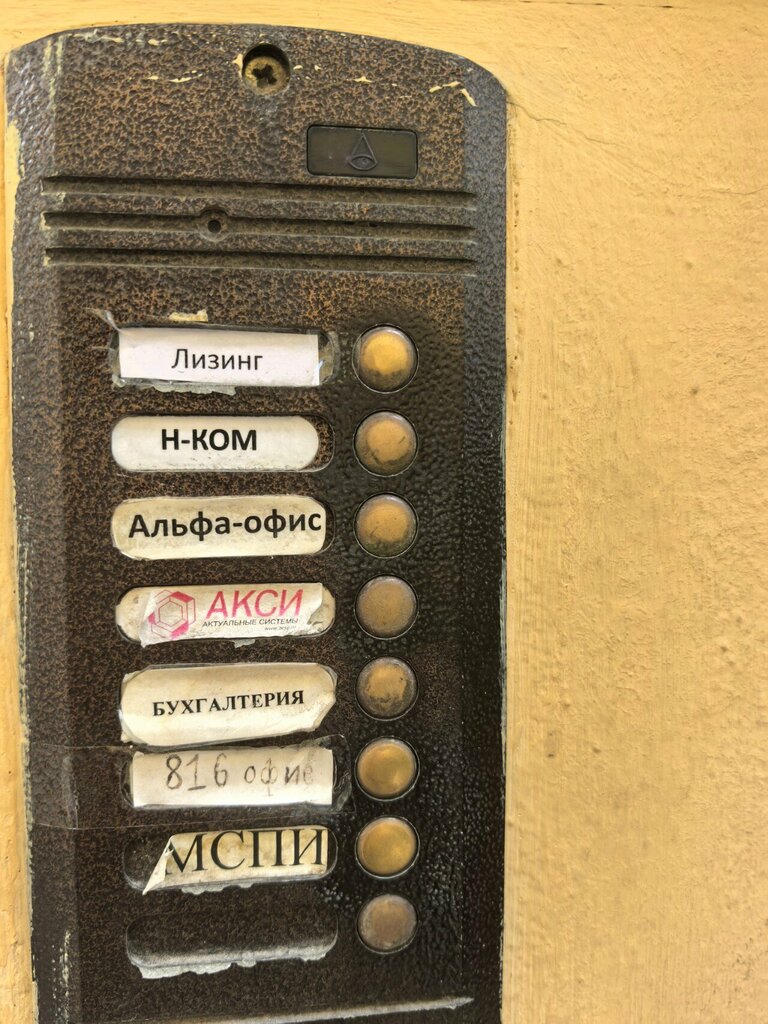 Лизинг
Н-КОМ
Альфа-офис
АКСИ
АКТУАЛЬНЫЕ СИСТЕМЫ
БУХГАЛТЕРИЯ
816 офис
МСПИ